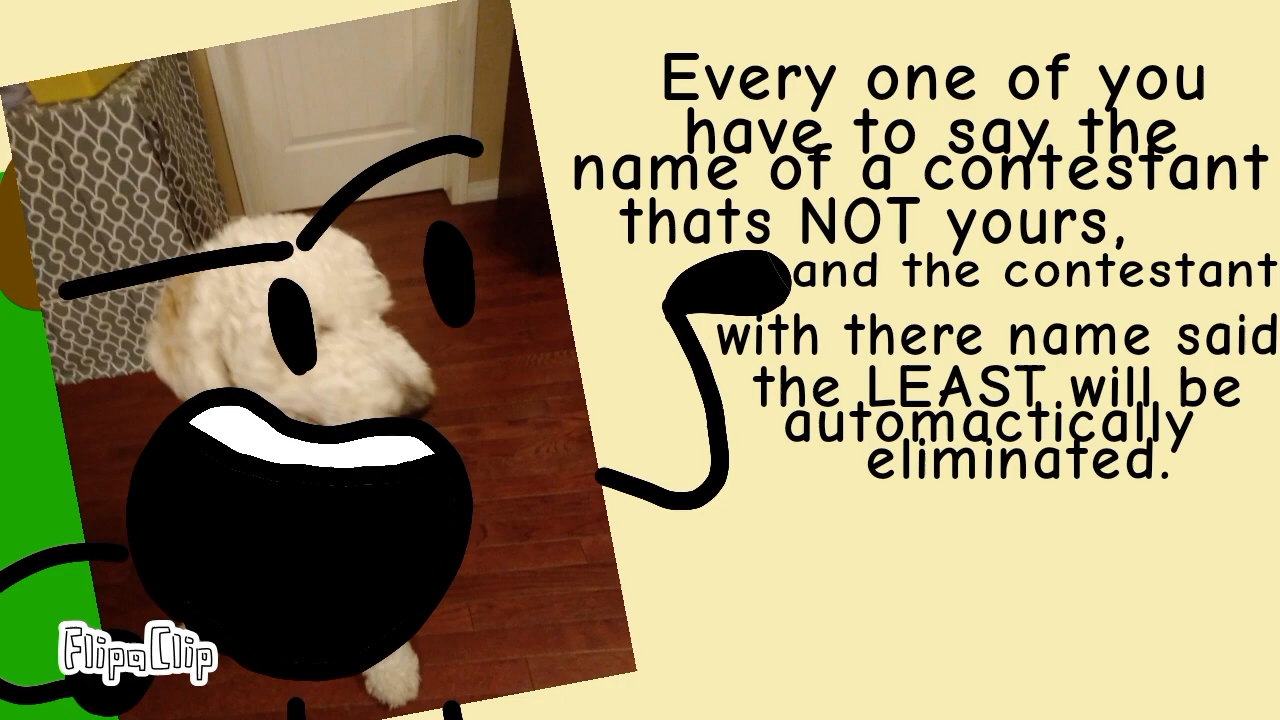 Every one of you
have to say the
name of a contestant
thats NOT yours,
and the contestant
with there name said
the LEAST will be
automactically
eliminated.
FlipaClip